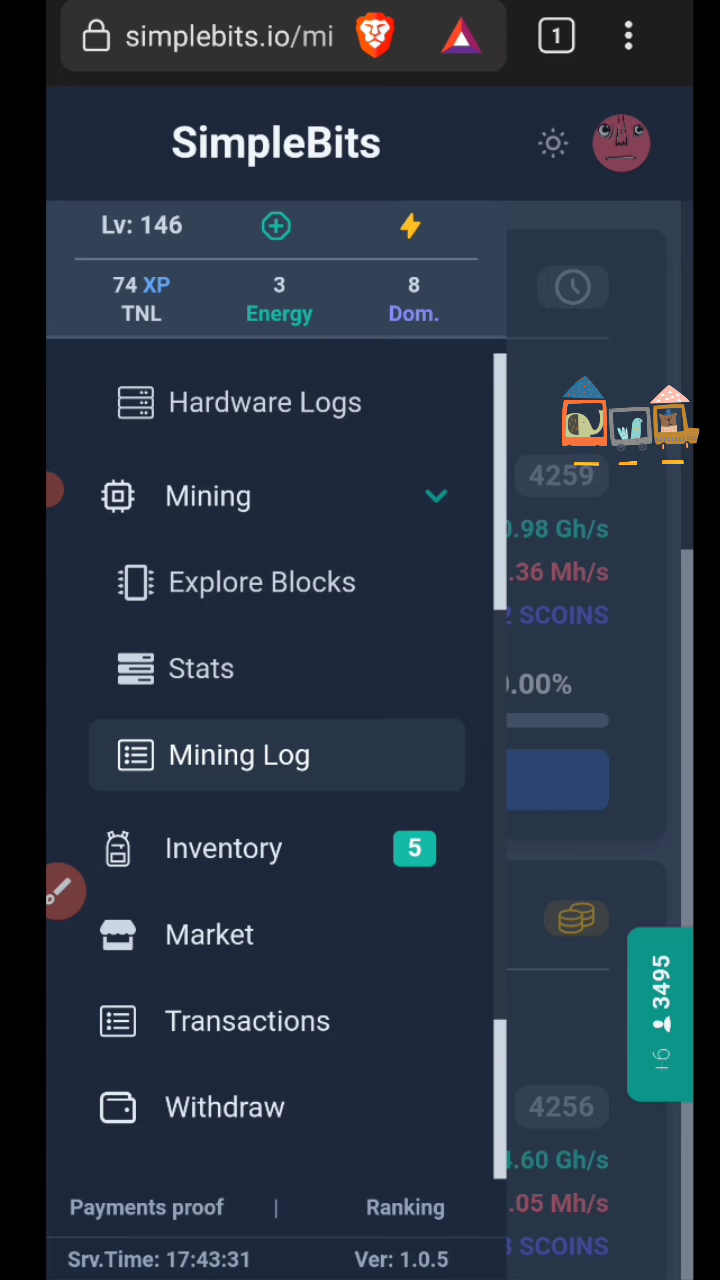 simplebits.io/mi
1
SimpleBits
Lv: 146
74 XP
TNL
3
Energy
8
Dom.
Hardware Logs
4259
Mining
.98 Gh/s
Explore Blocks
.36 Mh/s
SCOINS
Stats
.00%
Mining Log
Inventory
5
Market
3495
Transactions
Withdraw
4256
.60 Gh/s
.05 Mh/s
SCOINS
Payments proof | Ranking
Srv.Time: 17:43:31
Ver: 1.0.5